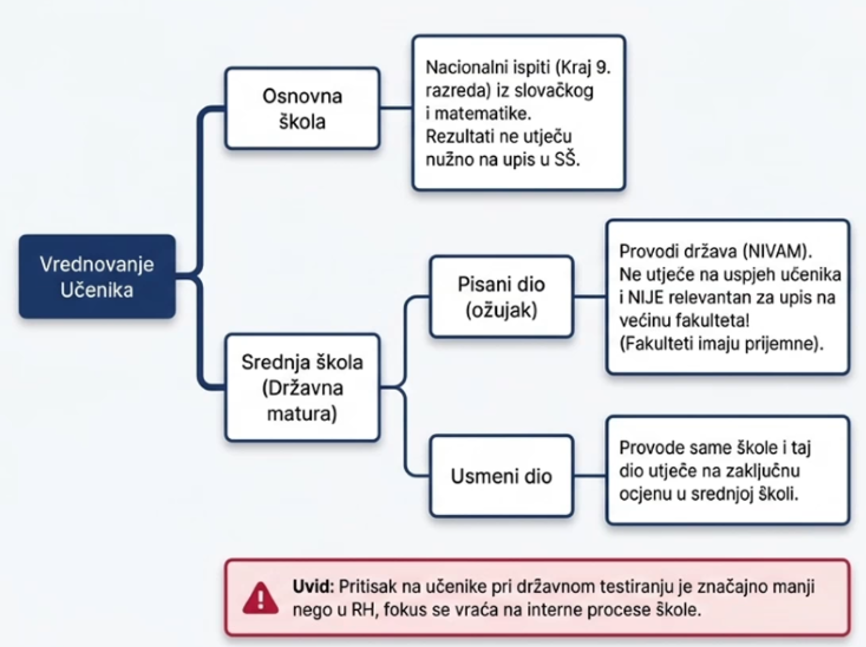 Osnovna
škola
Nacionalni ispiti (Kraj 9.
razreda) iz slovačkog
i matematike.
Rezultati ne utječu
nužno na upis u SŠ.
Vrednovanje
Učenika
Srednja škola
(Državna
matura)
Pisani dio
(ožujak)
Provodi država (NIVAM).
Ne utjeće na uspjeh učenika
i NIJE relevantan za upis na
većinu fakulteta!
(Fakulteti imaju prijemne).
Usmeni dio
Provode same škole i taj
dio utječe na zaključnu
ocjenu u srednjoj školi.
Uvid: Pritisak na učenike pri državnom testiranju je značajno manji
nego u RH, fokus se vraća na interne procese škole.